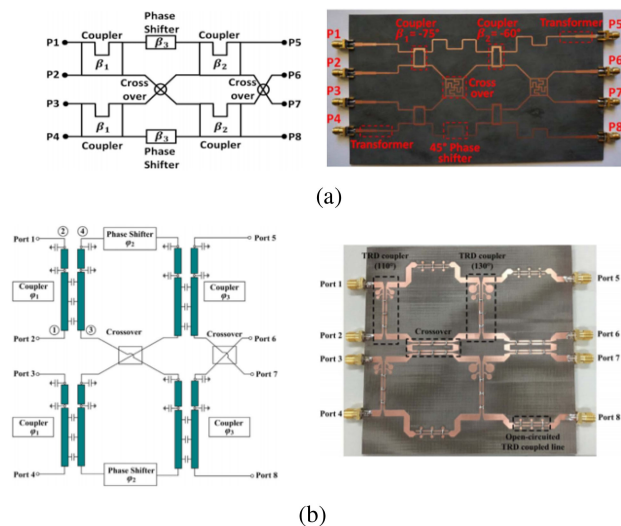 Coupler
Phase
Shifter
Coupler
P1
β₁
β₃
β₂
P5
P2
Cross
over
P6
P3
P7
P4
β₁
Coupler
β₃
Phase
Shifter
β₂
Coupler
P8
Coupler
β₁= -75°
Coupler
β₂= -60°
Transformer
P1
P5
P2
P6
P3
Cross
over
P7
P4
P8
Transformer
45° Phase
shifter
(a)
Port 1
②
④
Phase Shifter
φ₂
Port 5
Coupler
φ₁
Coupler
φ₃
Port 2
①
③
Crossover
Crossover
Port 6
Port 3
Port 7
Coupler
φ₁
Coupler
φ₃
Port 4
Phase Shifter
φ₂
Port 8
TRD coupler
(110°)
TRD coupler
(130°)
Port 1
Port 5
Port 2
Crossover
Port 6
Port 3
Port 7
Port 4
Port 8
Open-circuited
TRD coupled line
(b)